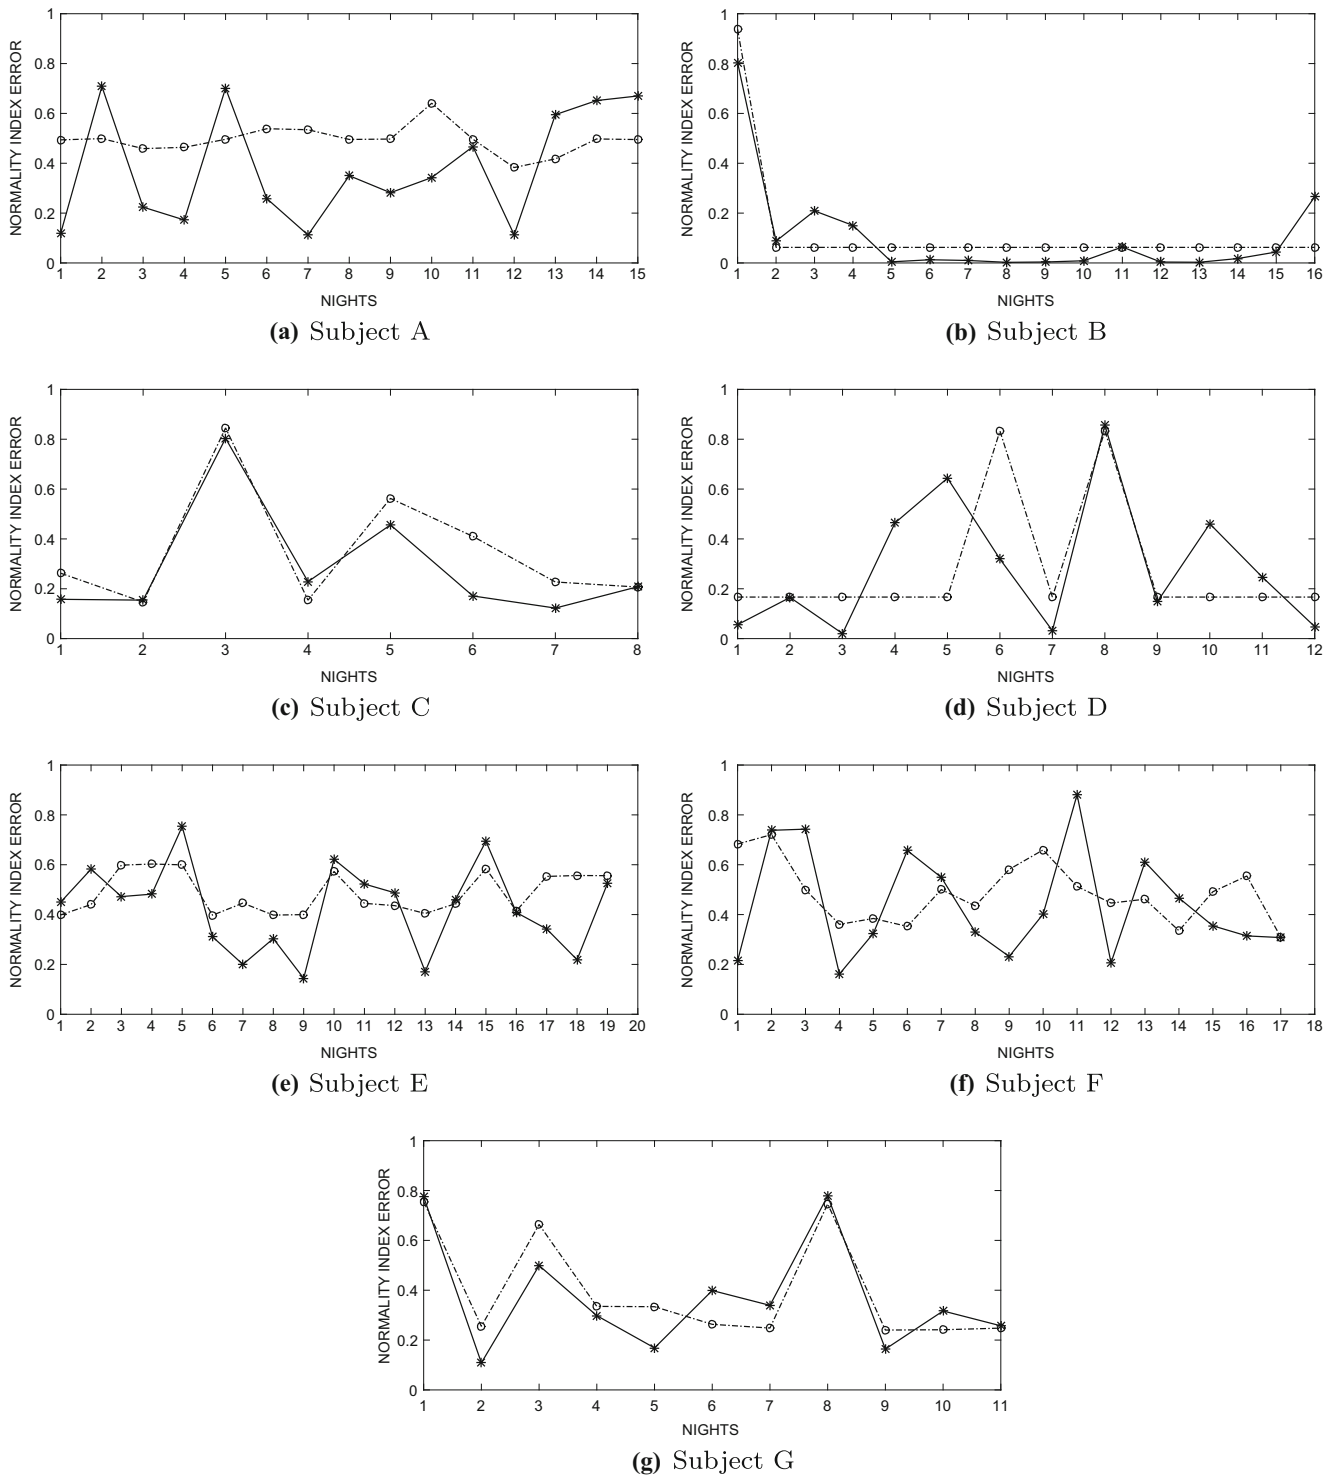 1
0.8
0.6
0.4
0.2
0
NORMALITY INDEX ERROR
1 2 3 4 5 6 7 8 9 10 11 12 13 14 15
NIGHTS
(a) Subject A
1
0.8
0.6
0.4
0.2
0
NORMALITY INDEX ERROR
1 2 3 4 5 6 7 8 9 10 11 12 13 14 15 16
NIGHTS
(b) Subject B
1
0.8
0.6
0.4
0.2
0
NORMALITY INDEX ERROR
1 2 3 4 5 6 7 8
NIGHTS
(c) Subject C
1
0.8
0.6
0.4
0.2
0
NORMALITY INDEX ERROR
1 2 3 4 5 6 7 8 9 10 11 12
NIGHTS
(d) Subject D
1
0.8
0.6
0.4
0.2
0
NORMALITY INDEX ERROR
1 2 3 4 5 6 7 8 9 10 11 12 13 14 15 16 17 18 19 20
NIGHTS
(e) Subject E
1
0.8
0.6
0.4
0.2
0
NORMALITY INDEX ERROR
1 2 3 4 5 6 7 8 9 10 11 12 13 14 15 16 17 18
NIGHTS
(f) Subject F
1
0.8
0.6
0.4
0.2
0
NORMALITY INDEX ERROR
1 2 3 4 5 6 7 8 9 10 11
NIGHTS
(g) Subject G